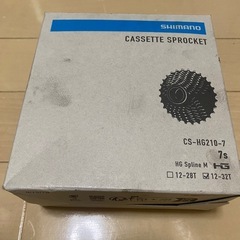 SHIMANO
CASSETTE SPROCKET
CS-HG210-7
7s
HG Spline M HG
12-28T 12-32T